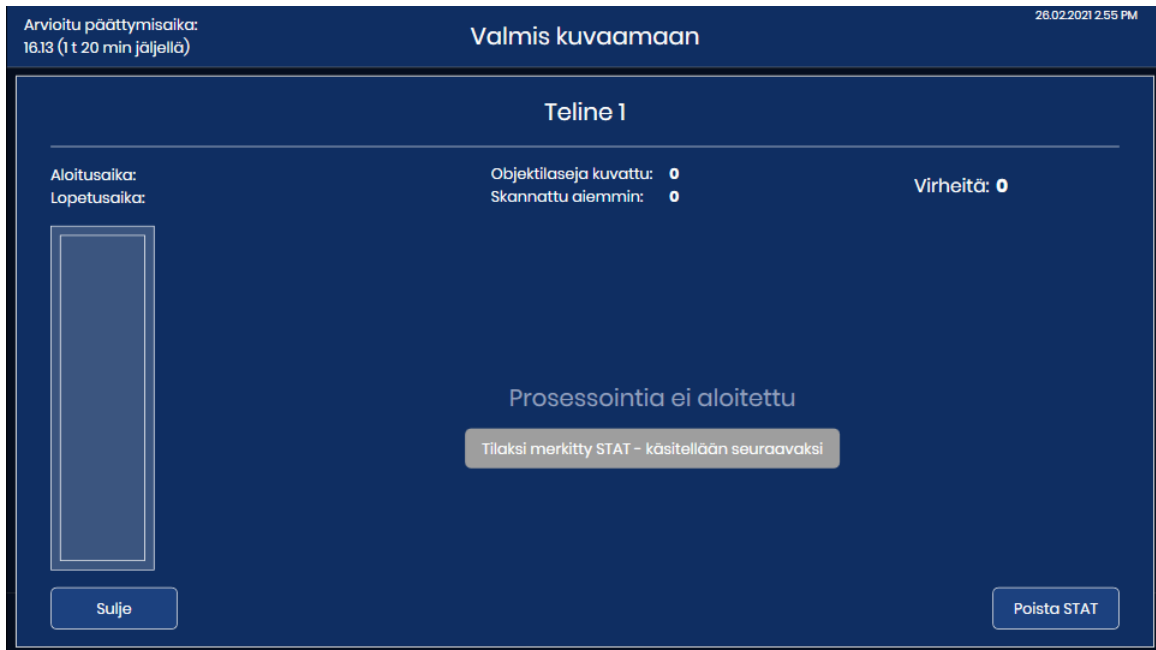 Arvioitu päättymisaika:
16.13 (1 t 20 min jäljellä)
Valmis kuvaamaan
26.02.2021 2.55 PM
Teline 1
Aloitusaika:
Lopetusaika:
Objektilaseja kuvattu: 0
Skannattu aiemmin: 0
Virheitä: 0
Prosessointia ei aloitettu
Tilaksi merkitty STAT - käsitellään seuraavaksi
Sulje
Poista STAT